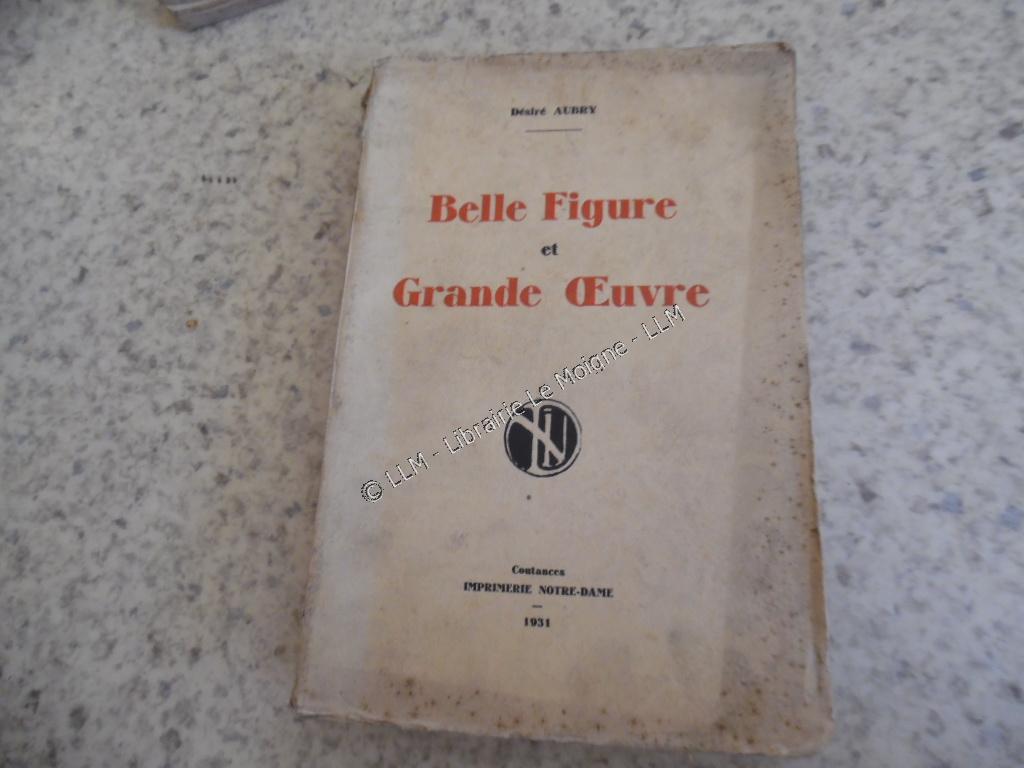 Désiré AUBRY
Belle Figure
et
Grande Œuvre
© LLM - Librairie Le Moigne - LLM
Coutances
IMPRIMERIE NOTRE-DAME
1931